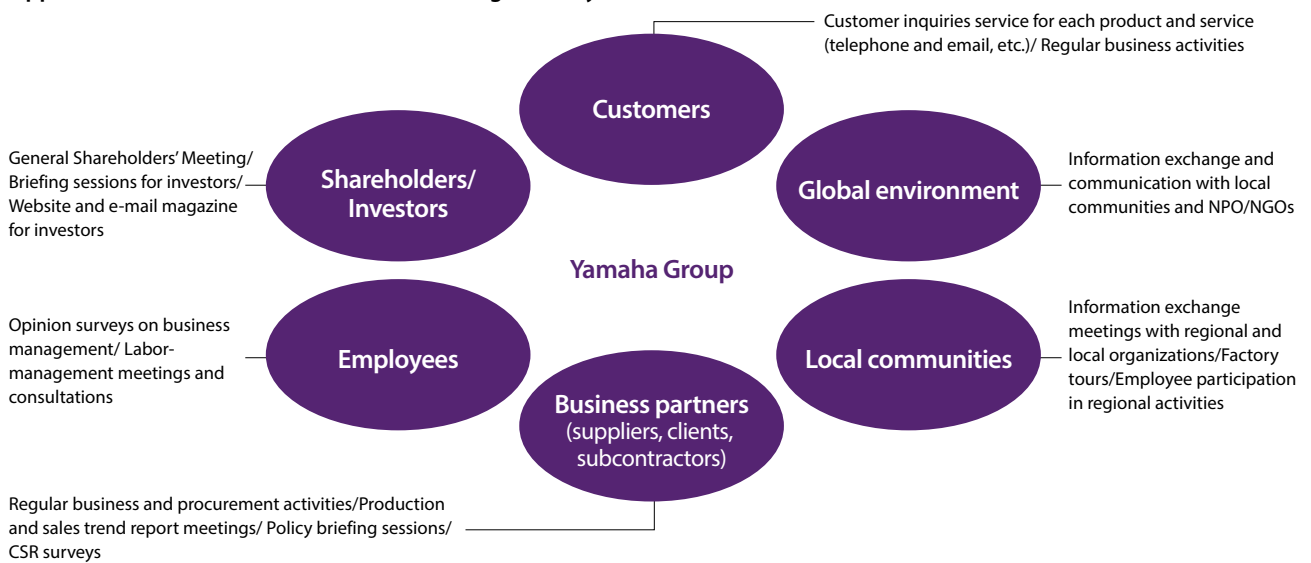 Customer inquiries service for each product and service
(telephone and email, etc.)/ Regular business activities
Customers
General Shareholders' Meeting/
Briefing sessions for investors/
Website and e-mail magazine
for investors
Shareholders/
Investors
Global environment
Information exchange and
communication with local
communities and NPO/NGOs
Yamaha Group
Opinion surveys on business
management/ Labor-
management meetings and
consultations
Employees
Local communities
Information exchange
meetings with regional and
local organizations/Factory
tours/Employee participation
in regional activities
Business partners
(suppliers, clients,
subcontractors)
Regular business and procurement activities/Production
and sales trend report meetings/ Policy briefing sessions/
CSR surveys